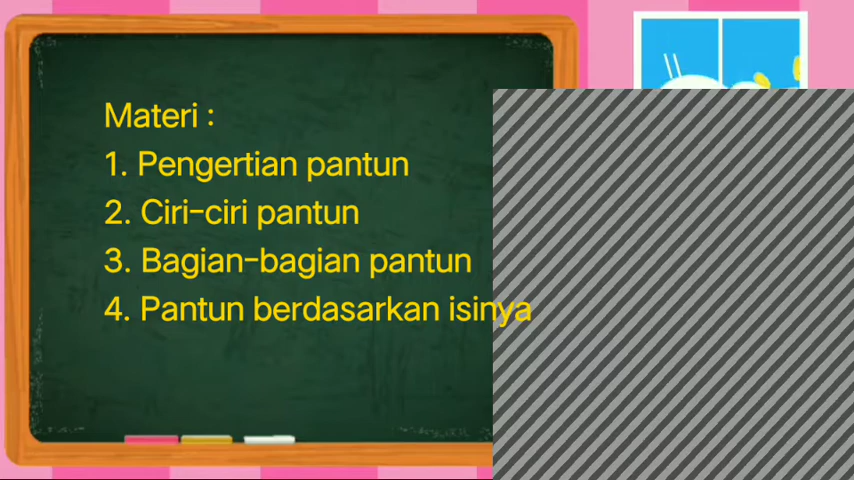 Materi :
1. Pengertian pantun
2. Ciri-ciri pantun
3. Bagian-bagian pantun
4. Pantun berdasarkan isinya